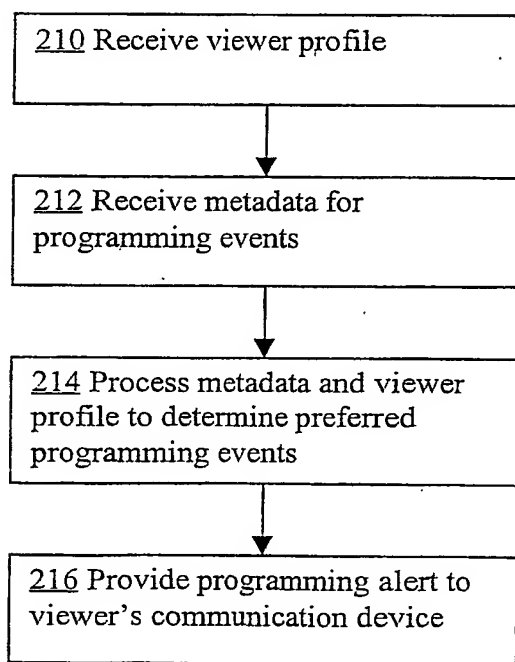 210 Receive viewer profile
212 Receive metadata for
programming events
214 Process metadata and viewer
profile to determine preferred
programming events
216 Provide programming alert to
viewer's communication device